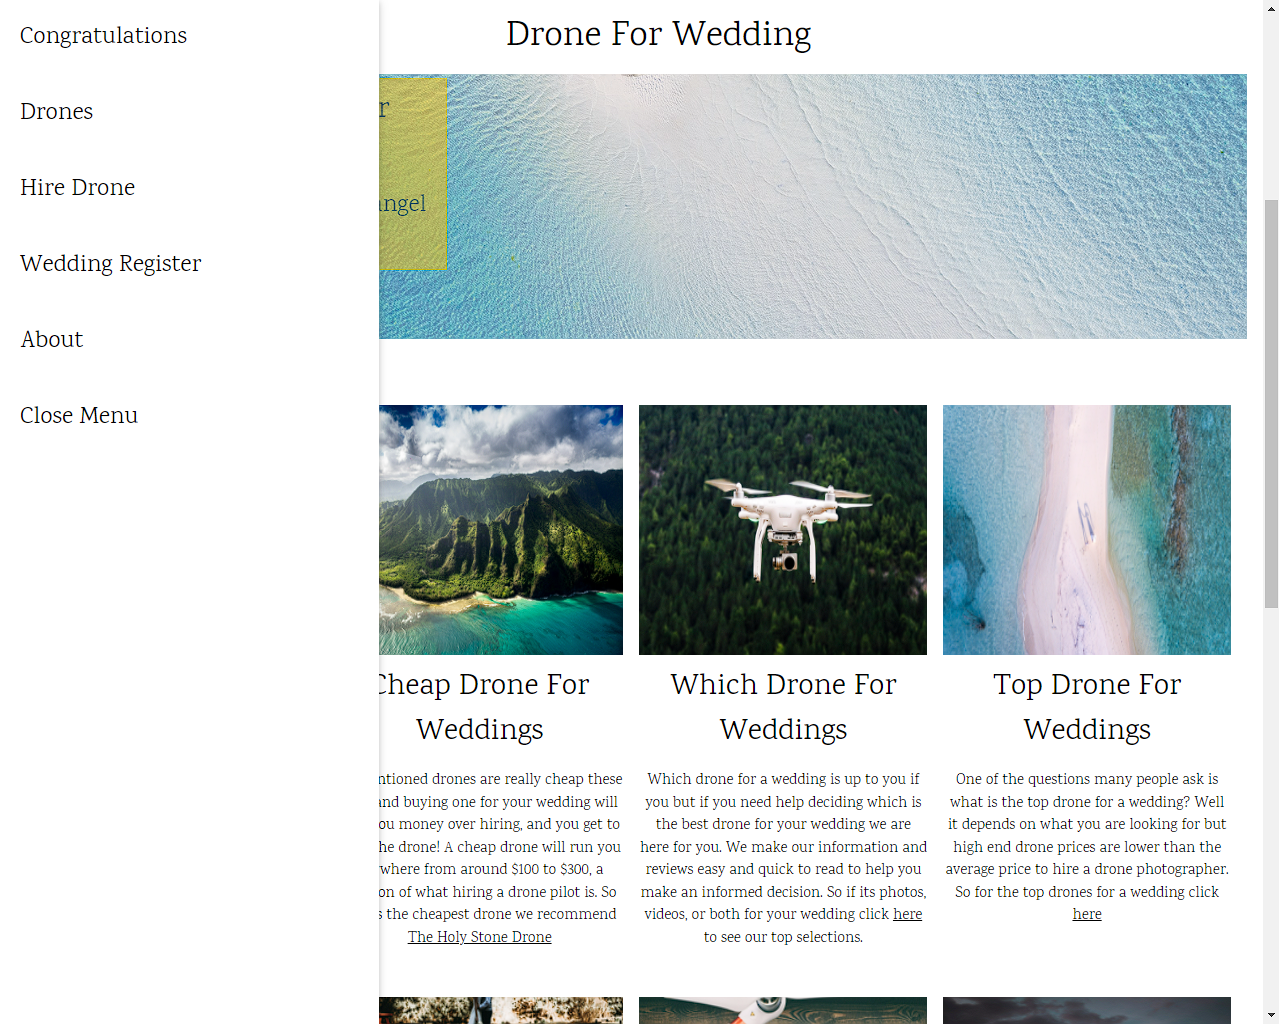 Congratulations
Drones
Hire Drone
Wedding Register
About
Close Menu
Drone For Wedding
Cheap Drone For
Weddings
drones are really cheap these
and buying one for your wedding will
you money over hiring, and you get to
the drone! A cheap drone will run you
where from around $100 to $300, a
of what hiring a drone pilot is. So
the cheapest drone we recommend
The Holy Stone Drone
Which Drone For
Weddings
Which drone for a wedding is up to you if
you but if you need help deciding which is
the best drone for your wedding we are
here for you. We make our information and
reviews easy and quick to read to help you
make an informed decision. So if its photos,
videos, or both for your wedding click here
to see our top selections.
Top Drone For
Weddings
One of the questions many people ask is
what is the top drone for a wedding? Well
it depends on what you are looking for but
high end drone prices are lower than the
average price to hire a drone photographer.
So for the top drones for a wedding click
here